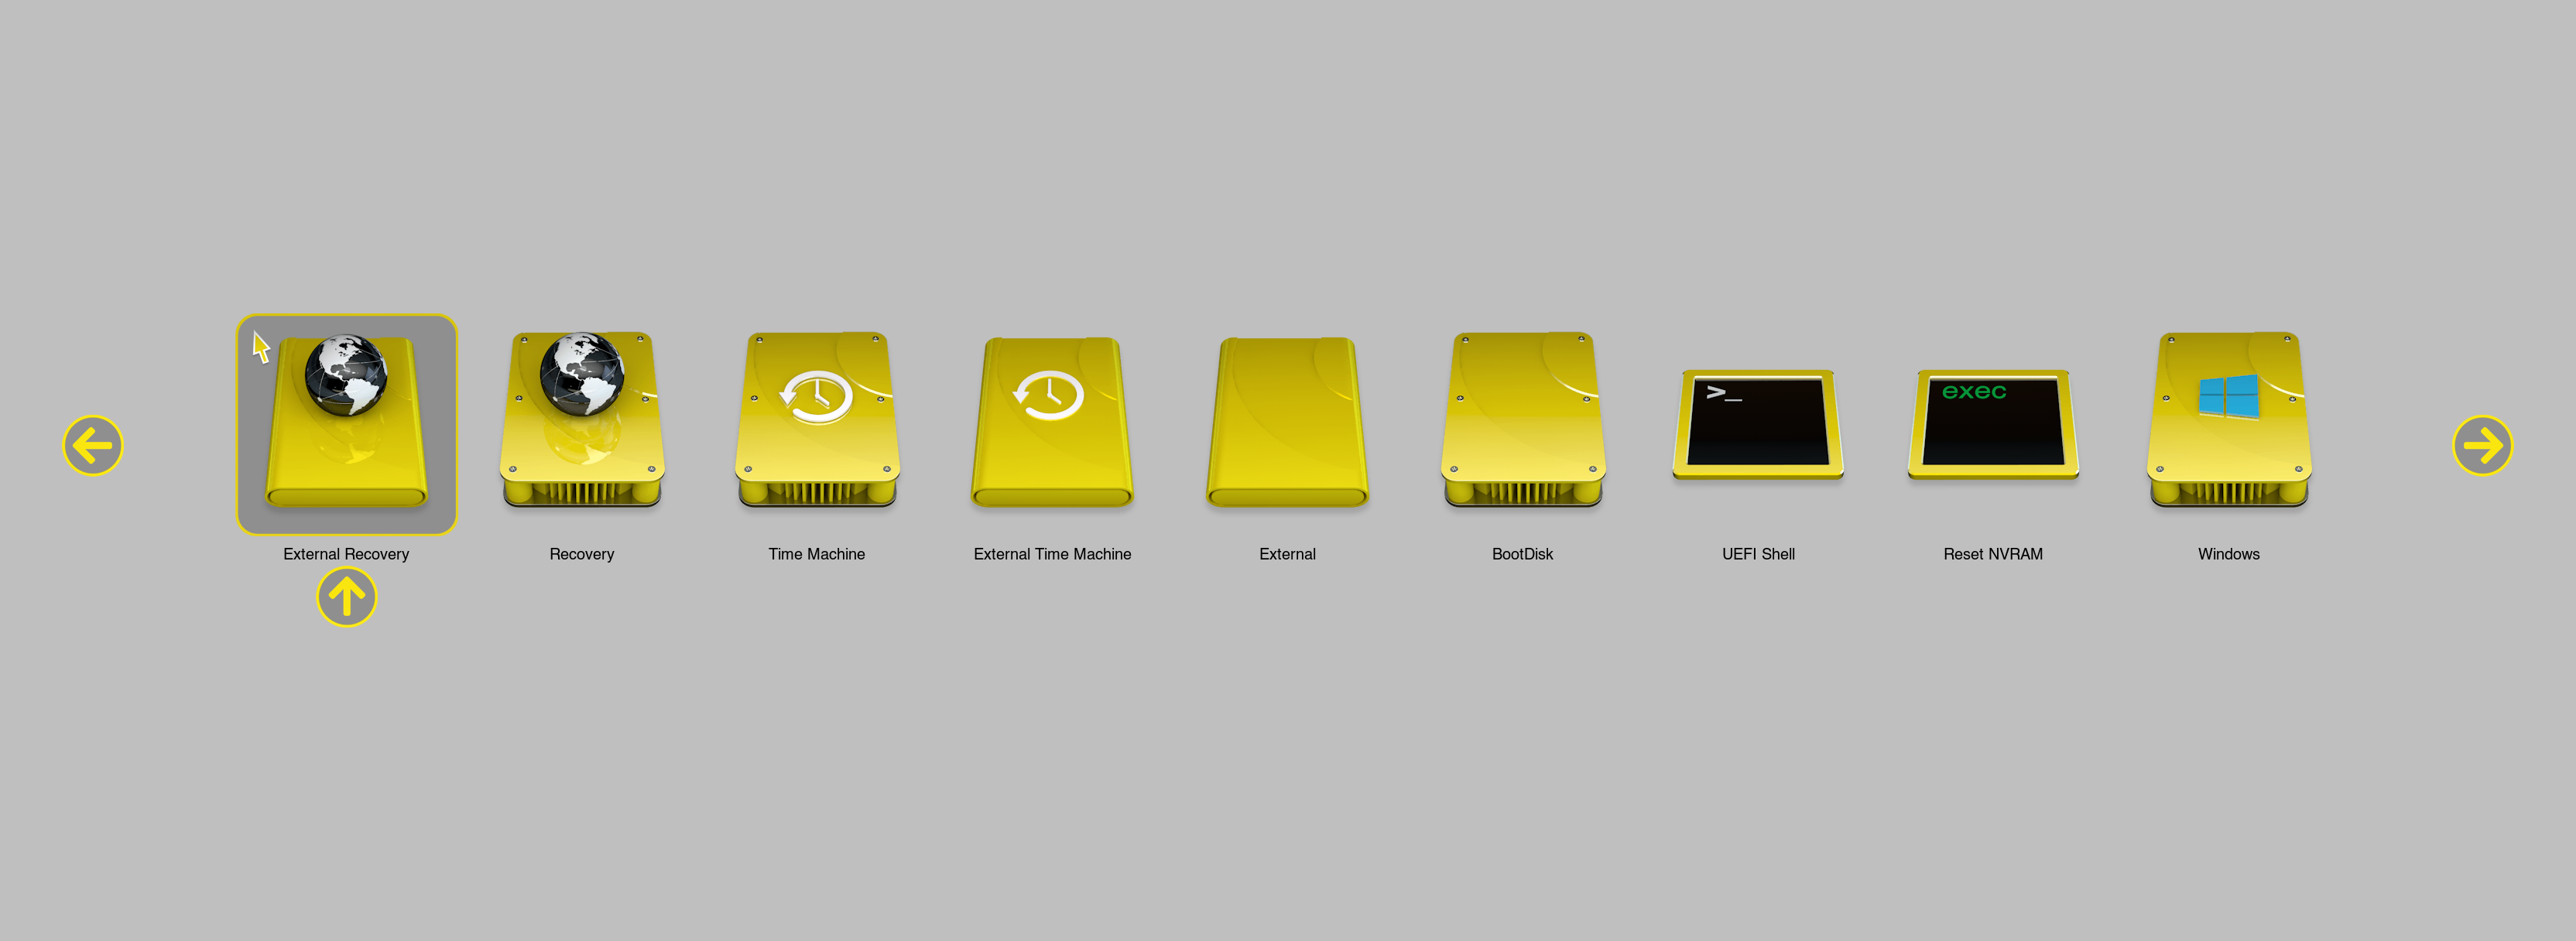 >_
exec
External Recovery
Recovery
Time Machine
External Time Machine
External
BootDisk
UEFI Shell
Reset NVRAM
Windows